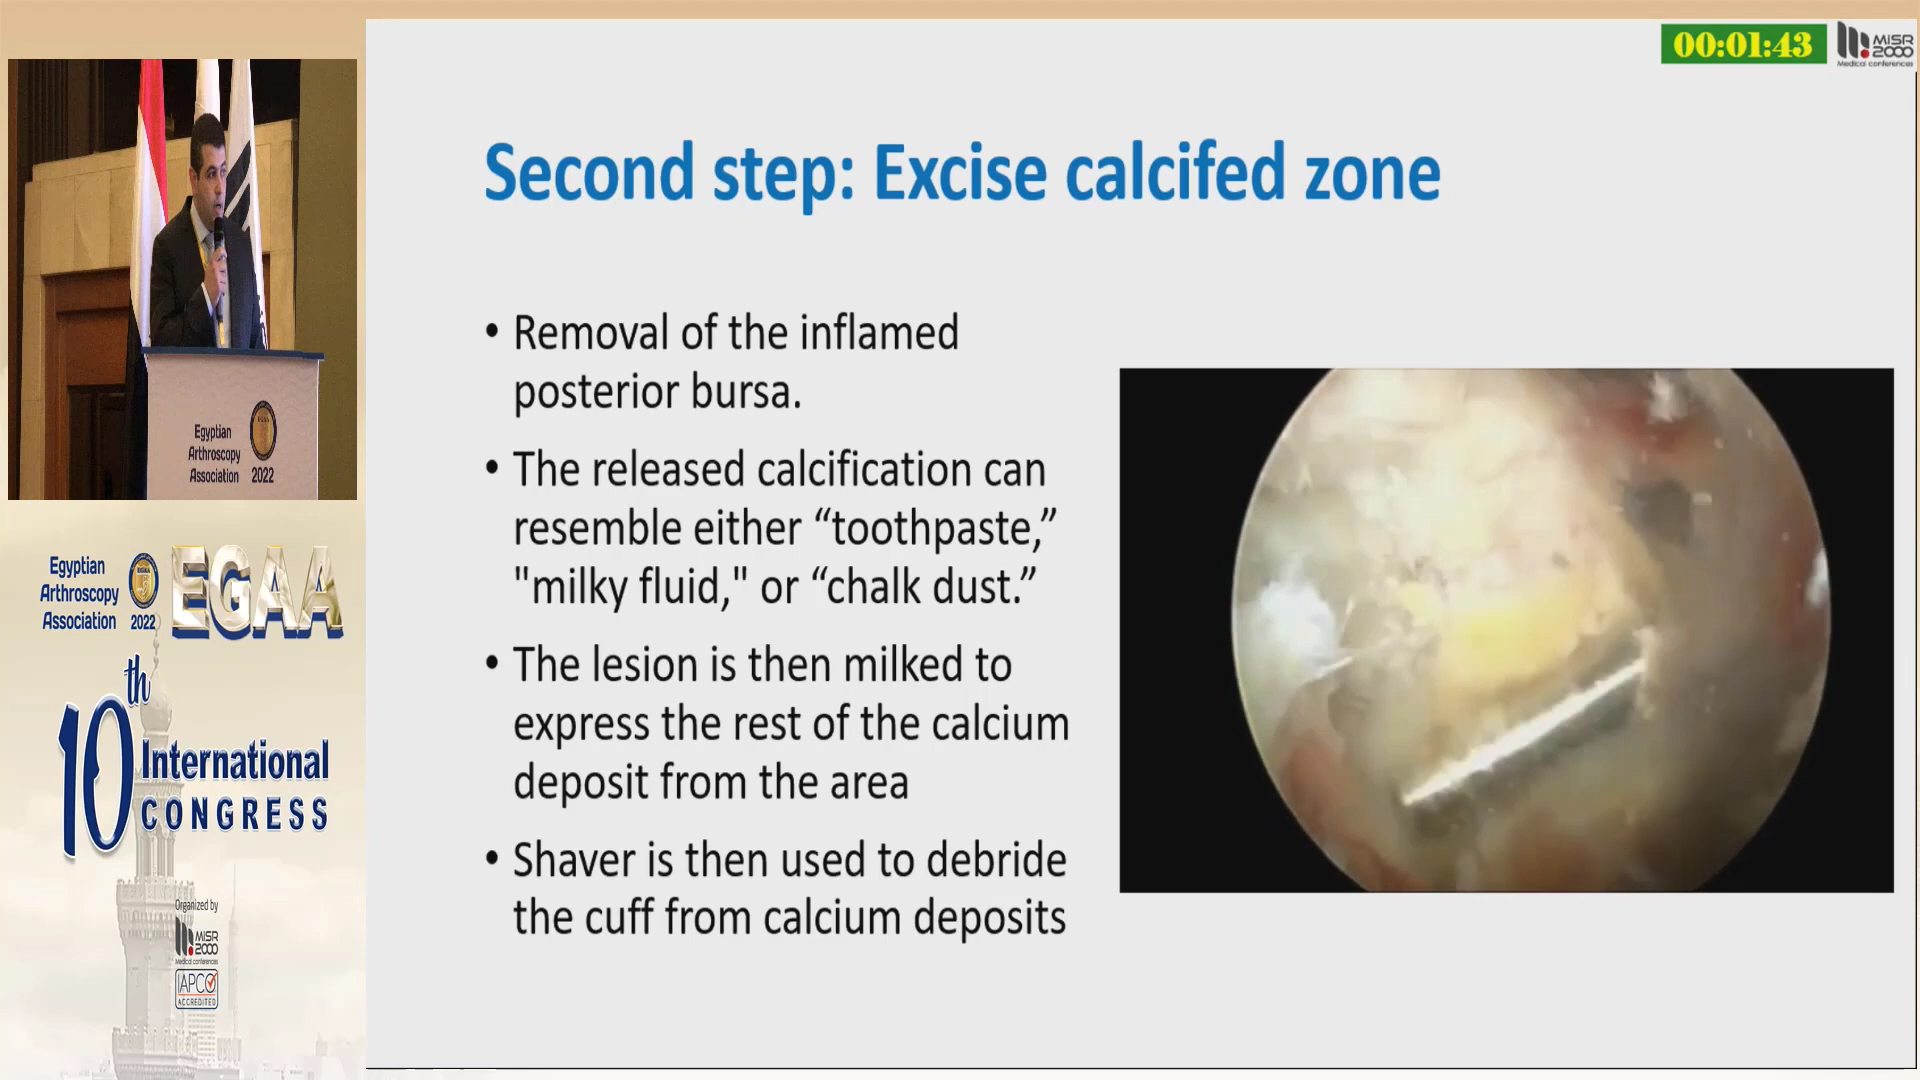 00:01:43
MiSR
2000
Medical conferences
Second step: Excise calcifed zone
• Removal of the inflamed
posterior bursa.
• The released calcification can
resemble either “toothpaste,”
"milky fluid," or “chalk dust.”
• The lesion is then milked to
express the rest of the calcium
deposit from the area
• Shaver is then used to debride
the cuff from calcium deposits
Egyptian
Arthroscopy
Association 2022
Egyptian
Arthroscopy
Association 2022
EGAA
10th International
CONGRESS
Organized by
MiSR
2000
Medical conferences
IAPCO
ACCREDITED